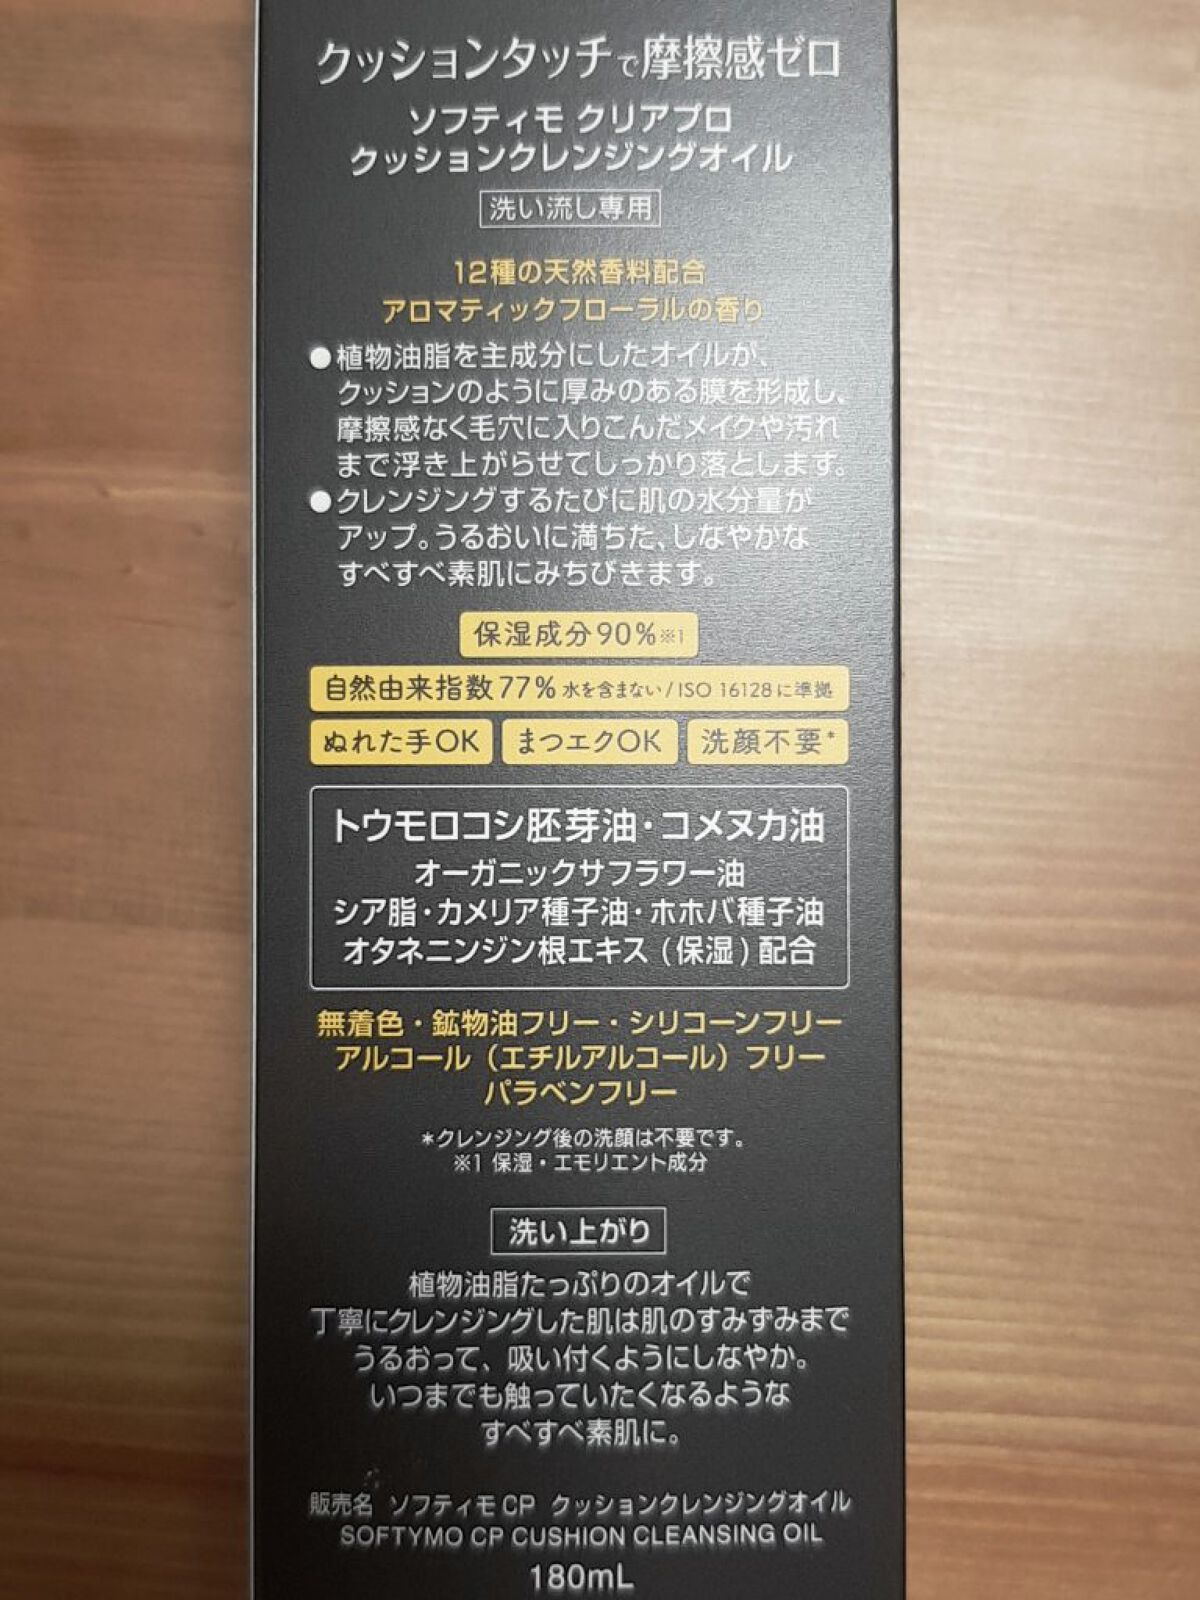 クッションタッチで摩擦感ゼロ
ソフティモ クリアプロ
クッションクレンジングオイル
洗い流し専用
12種の天然香料配合
アロマティックフローラルの香り
●植物油脂を主成分にしたオイルが、
クッションのように厚みのある膜を形成し、
摩擦感なく毛穴に入りこんだメイクや汚れ
まで浮き上がらせてしっかり落とします。
●クレンジングするたびに肌の水分量が
アップ。うるおいに満ちた、しなやかな
すべすべ素肌にみちびきます。
保湿成分90%※1
自然由来指数77% 水を含まない/ISO 16128に準拠
ぬれた手OK まつエクOK 洗顔不要*
トウモロコシ胚芽油・コメヌカ油
オーガニックサフラワー油
シア脂・カメリア種子油・ホホバ種子油
オタネニンジン根エキス(保湿)配合
無着色・鉱物油フリー・シリコーンフリー
アルコール(エチルアルコール)フリー
パラベンフリー
*クレンジング後の洗顔は不要です。
※1 保湿・エモリエント成分
洗い上がり
植物油脂たっぷりのオイルで
丁寧にクレンジングした肌は肌のすみずみまで
うるおって、吸い付くようにしなやか。
いつまでも触っていたくなるような
すべすべ素肌に。
販売名 ソフティモCP クッションクレンジングオイル
SOFTYMO CP CUSHION CLEANSING OIL
180mL